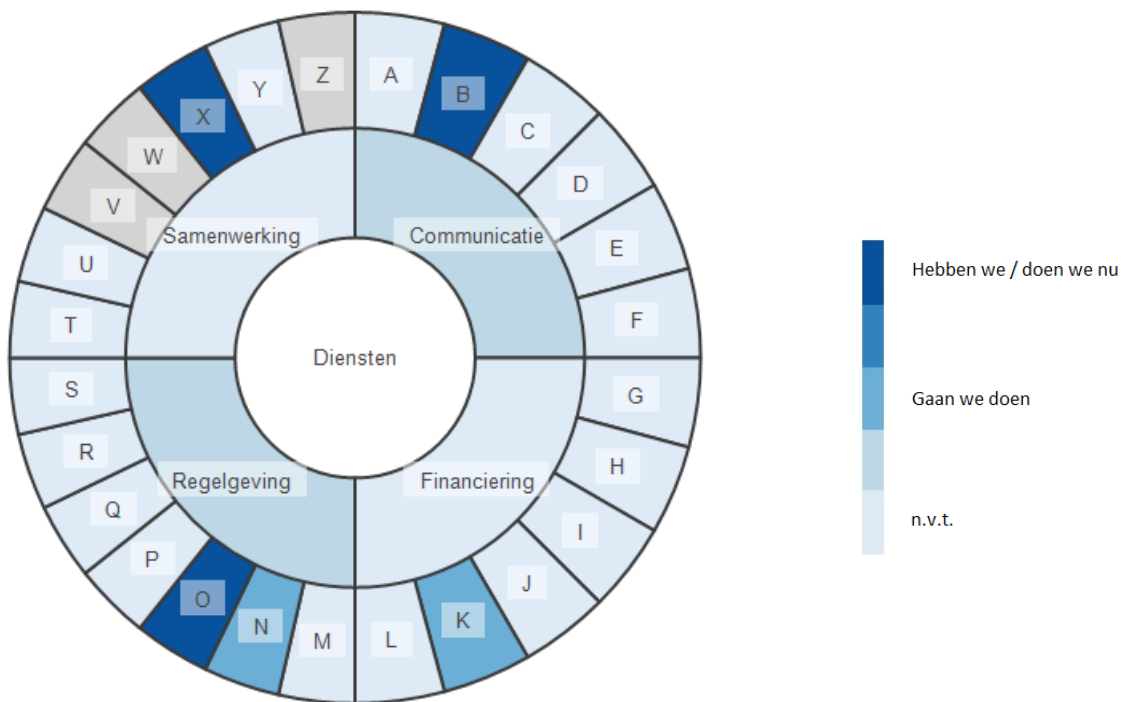 Z
A
Y
B
X
C
W
D
V
Samenwerking
Communicatie
E
U
F
T
Diensten
S
G
R
H
Regelgeving
Financiering
Q
I
P
J
O
K
N
L
M
Hebben we / doen we nu
Gaan we doen
n.v.t.